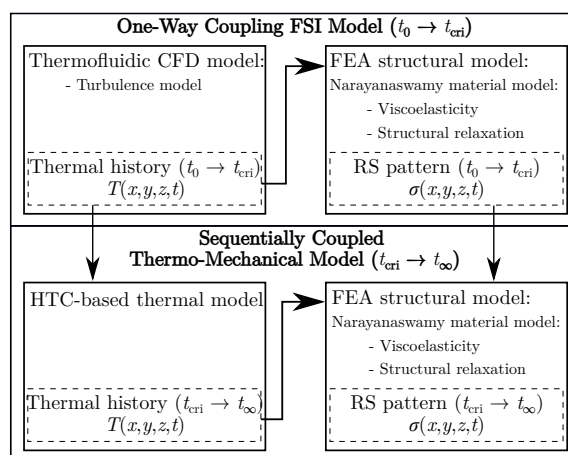 One-Way Coupling FSI Model (t₀ → t_cri)
Thermofluidic CFD model:
- Turbulence model
Thermal history (t₀ → t_cri)
T(x,y,z,t)
FEA structural model:
Narayanaswamy material model:
- Viscoelasticity
- Structural relaxation
RS pattern (t₀ → t_cri)
σ(x,y,z,t)
Sequentially Coupled
Thermo-Mechanical Model (t_cri → t_∞)
HTC-based thermal model
Thermal history (t_cri → t_∞)
T(x,y,z,t)
FEA structural model:
Narayanaswamy material model:
- Viscoelasticity
- Structural relaxation
RS pattern (t_cri → t_∞)
σ(x,y,z,t)